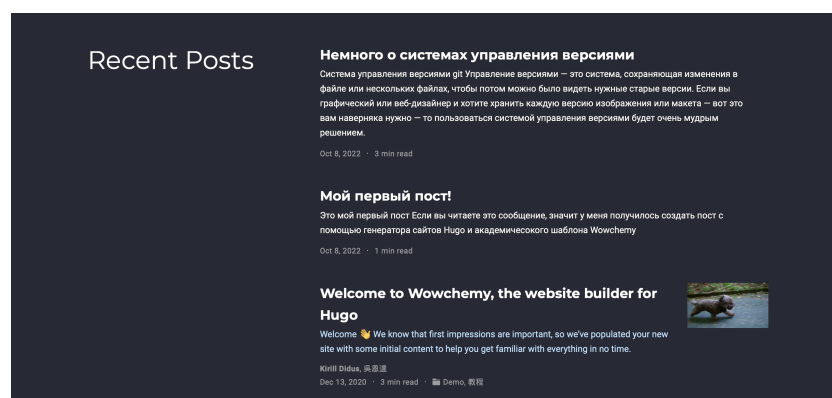 Recent Posts
Немного о системах управления версиями
Система управления версиями git Управление версиями — это система, сохраняющая изменения в
файле или нескольких файлах, чтобы потом можно было видеть нужные старые версии. Если вы
графический или веб-дизайнер и хотите хранить каждую версию изображения или макета — вот это
вам наверняка нужно — то пользоваться системой управления версиями будет очень мудрым
решением.
Oct 8, 2022 · 3 min read
Мой первый пост!
Это мой первый пост Если вы читаете это сообщение, значит у меня получилось создать пост с
помощью генератора сайтов Hugo и академичесокого шаблона Wowchemy
Oct 8, 2022 · 1 min read
Welcome to Wowchemy, the website builder for
Hugo
Welcome 👋 We know that first impressions are important, so we've populated your new
site with some initial content to help you get familiar with everything in no time.
Kirill Didus, 吳恩達
Dec 13, 2020 · 3 min read · Demo, 教程